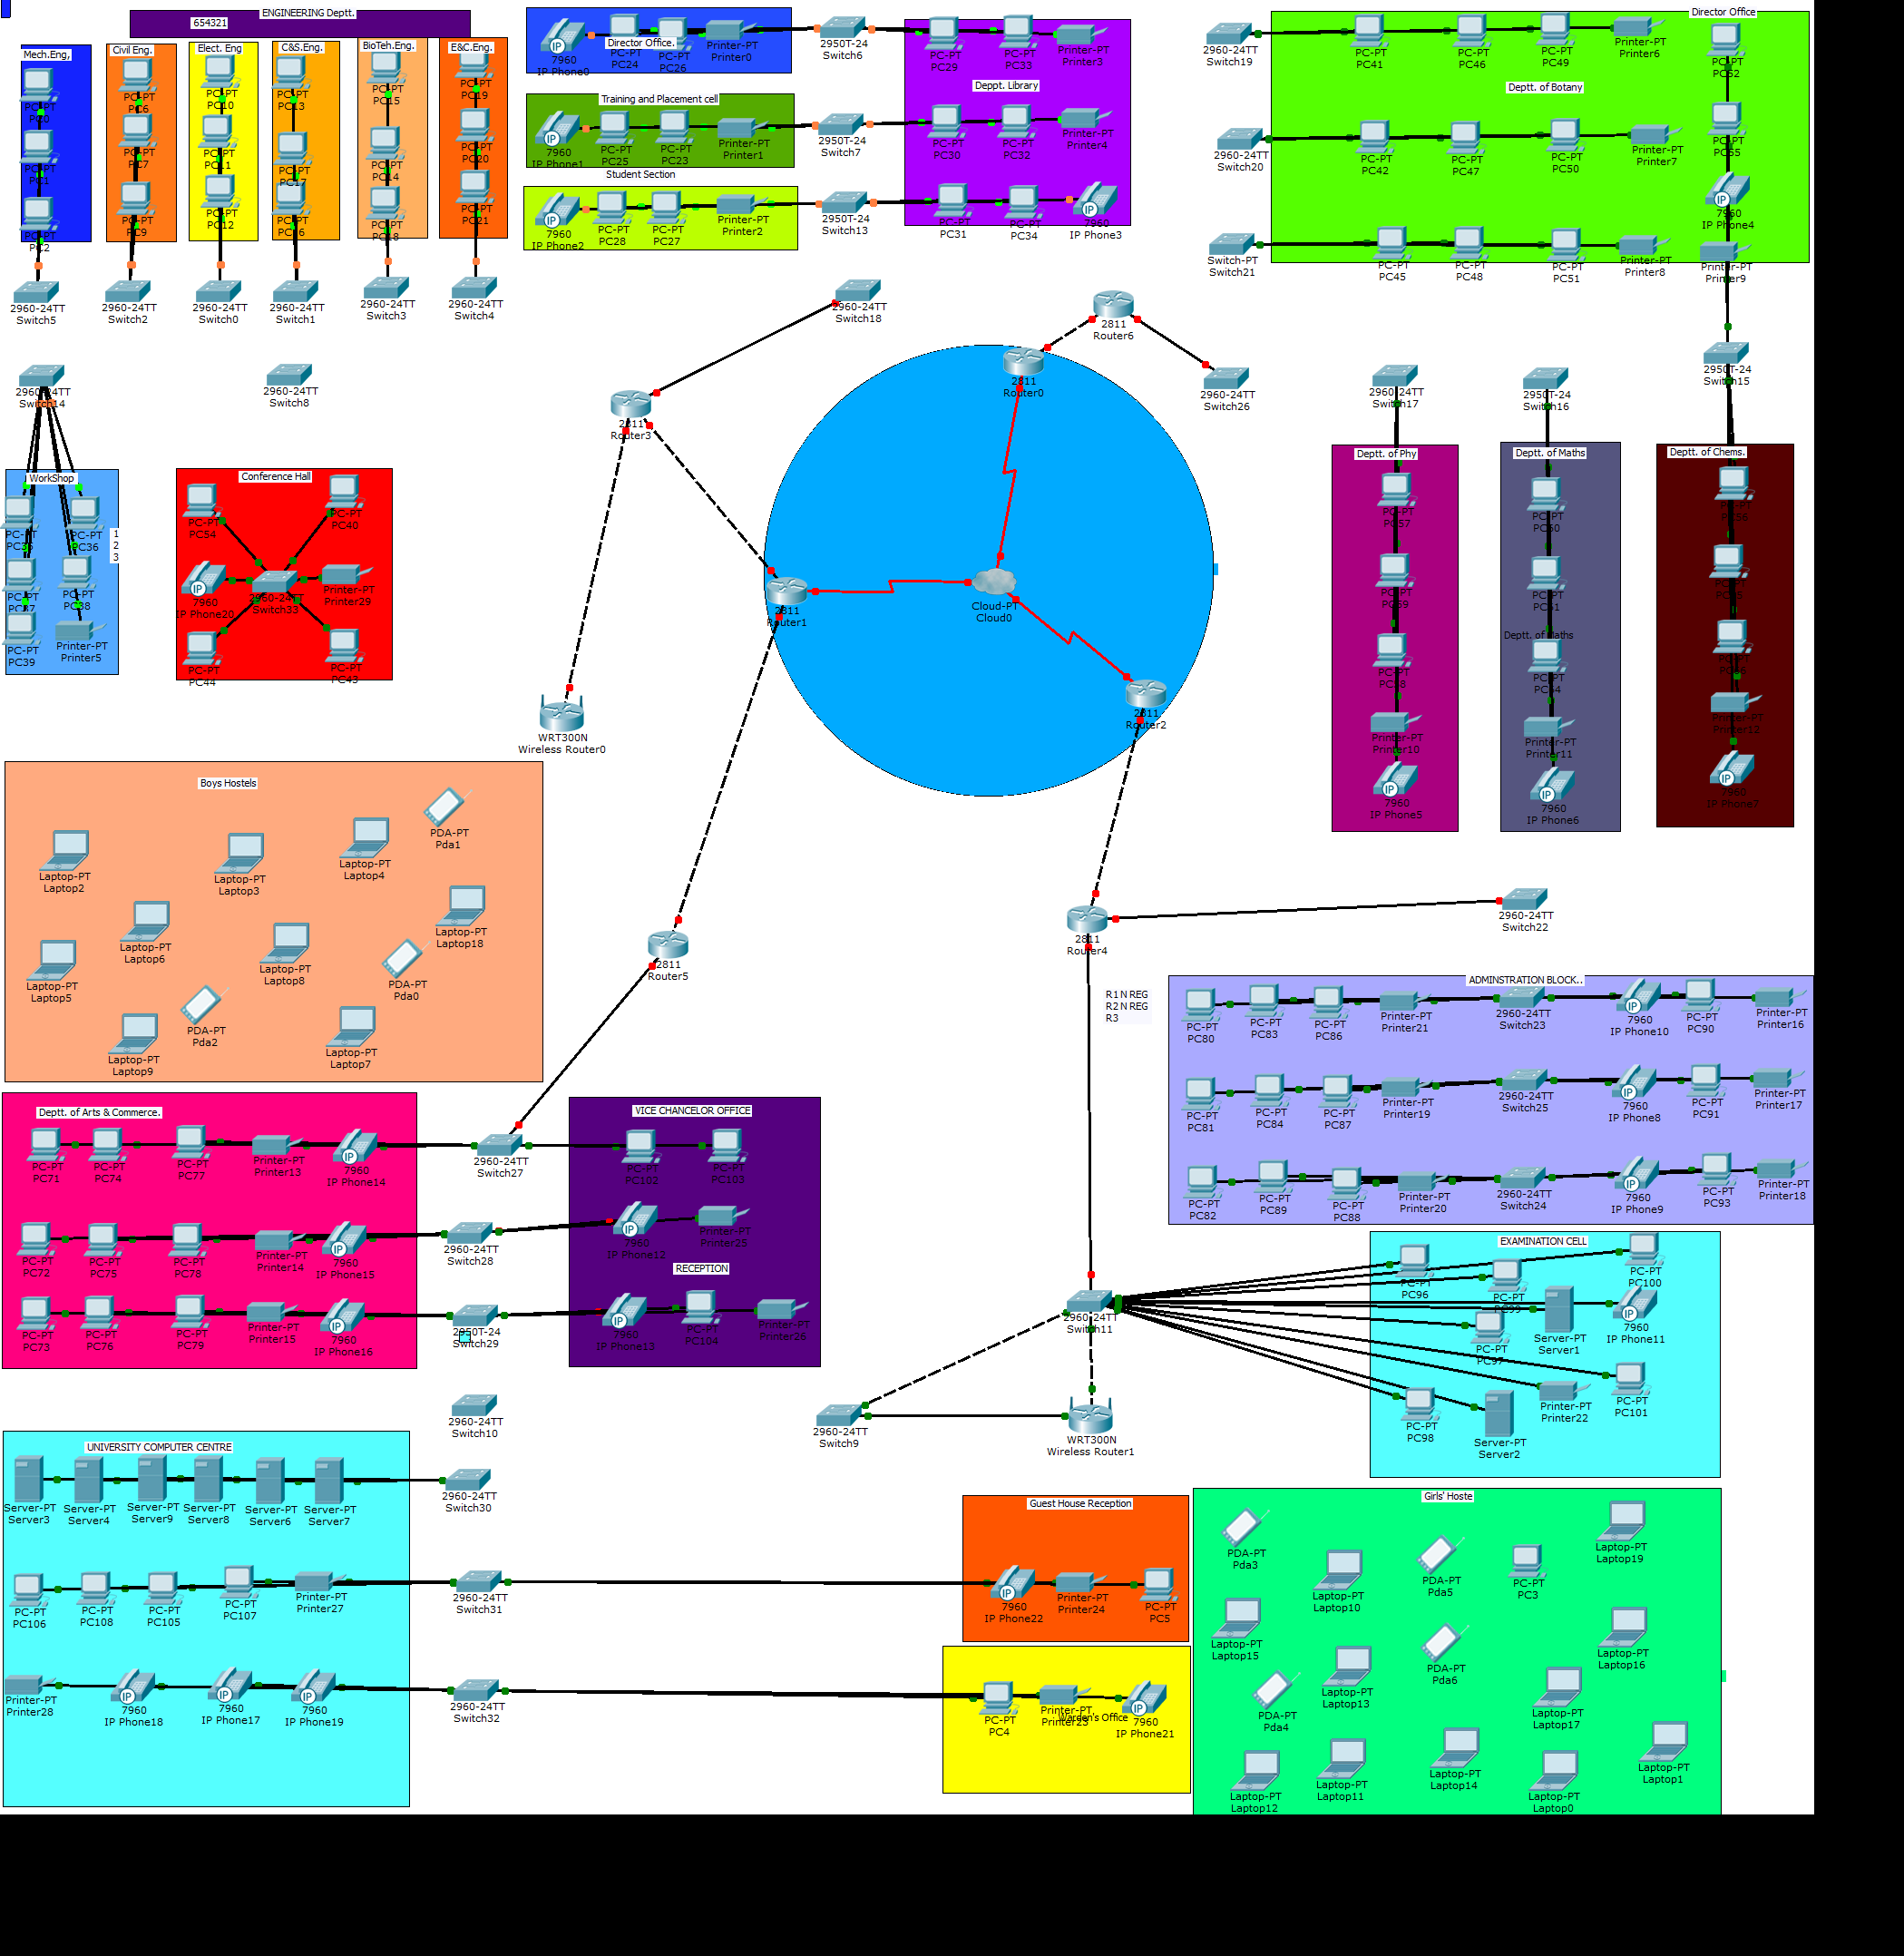 ENGINEERING Deptt.
654321
Mech.Eng,
Civil Eng.
Elect. Eng
C&S.Eng.
BioTeh.Eng.
E&C.Eng.
PC-PT
PC0
PC-PT
PC1
PC-PT
PC2
PC-PT
PC6
PC-PT
PC7
PC-PT
PC9
PC-PT
PC10
PC-PT
PC11
PC-PT
PC12
PC-PT
PC13
PC-PT
PC17
PC-PT
PC16
PC-PT
PC15
PC-PT
PC14
PC-PT
PC18
PC-PT
PC19
PC-PT
PC20
PC-PT
PC21
2960-24TT
Switch5
2960-24TT
Switch2
2960-24TT
Switch0
2960-24TT
Switch1
2960-24TT
Switch3
2960-24TT
Switch4
Director Office.
7960
IP Phone0
PC-PT
PC24
PC-PT
PC26
Printer-PT
Printer0
2950T-24
Switch6
PC-PT
PC29
PC-PT
PC33
Printer-PT
Printer3
Deppt. Library
Training and Placement cell
7960
IP Phone1
PC-PT
PC25
PC-PT
PC23
Printer-PT
Printer1
2950T-24
Switch7
PC-PT
PC30
PC-PT
PC32
Printer-PT
Printer4
Student Section
7960
IP Phone2
PC-PT
PC28
PC-PT
PC27
Printer-PT
Printer2
2950T-24
Switch13
PC-PT
PC31
PC-PT
PC34
7960
IP Phone3
Director Office
2960-24TT
Switch19
PC-PT
PC41
PC-PT
PC46
PC-PT
PC49
Printer-PT
Printer6
PC-PT
PC52
Deptt. of Botany
2960-24TT
Switch20
PC-PT
PC42
PC-PT
PC47
PC-PT
PC50
Printer-PT
Printer7
PC-PT
PC55
7960
IP Phone4
Switch-PT
Switch21
PC-PT
PC45
PC-PT
PC48
PC-PT
PC51
Printer-PT
Printer8
Printer-PT
Printer9
2960-24TT
Switch18
2811
Router6
2811
Router0
2960-24TT
Switch26
2811
Router3
2960-24TT
Switch14
2960-24TT
Switch8
2960-24TT
Switch17
2950T-24
Switch16
2950T-24
Switch15
WorkShop
PC-PT
PC35
PC-PT
PC36
1
2
3
PC-PT
PC37
PC-PT
PC38
PC-PT
PC39
Printer-PT
Printer5
Conference Hall
PC-PT
PC54
PC-PT
PC40
7960
IP Phone20
2960-24TT
Switch33
Printer-PT
Printer29
PC-PT
PC44
PC-PT
PC43
2811
Router1
Cloud-PT
Cloud0
2811
Router2
WRT300N
Wireless Router0
Deptt. of Phy
PC-PT
PC57
PC-PT
PC59
PC-PT
Printer-PT
Printer10
7960
IP Phone5
Deptt. of Maths
PC-PT
PC-PT
Deptt. of Maths
PC-PT
Printer-PT
Printer11
7960
IP Phone6
Deptt. of Chems.
Printer-PT
Printer12
7960
IP Phone7
Boys Hostels
PDA-PT
Pda1
Laptop-PT
Laptop2
Laptop-PT
Laptop3
Laptop-PT
Laptop4
Laptop-PT
Laptop6
Laptop-PT
Laptop18
Laptop-PT
Laptop5
Laptop-PT
Laptop8
PDA-PT
Pda0
PDA-PT
Pda2
Laptop-PT
Laptop9
Laptop-PT
Laptop7
2811
Router5
2811
Router4
2960-24TT
Switch22
R1 N REG
R2 N REG
R3
ADMINSTRATION BLOCK..
PC-PT
PC80
PC-PT
PC83
PC-PT
PC86
Printer-PT
Printer21
2960-24TT
Switch23
7960
IP Phone10
PC-PT
PC90
Printer-PT
Printer16
PC-PT
PC81
PC-PT
PC84
PC-PT
PC87
Printer-PT
Printer19
2960-24TT
Switch25
7960
IP Phone8
PC-PT
PC91
Printer-PT
Printer17
PC-PT
PC82
PC-PT
PC89
PC-PT
PC88
Printer-PT
Printer20
2960-24TT
Switch24
7960
IP Phone9
PC-PT
PC93
Printer-PT
Printer18
Deptt. of Arts & Commerce.
PC-PT
PC71
PC-PT
PC74
PC-PT
PC77
Printer-PT
Printer13
7960
IP Phone14
2960-24TT
Switch27
VICE CHANCELOR OFFICE
PC-PT
PC102
PC-PT
PC103
PC-PT
PC72
PC-PT
PC75
PC-PT
PC78
Printer-PT
Printer14
7960
IP Phone15
2960-24TT
Switch28
7960
IP Phone12
Printer-PT
Printer25
RECEPTION
PC-PT
PC73
PC-PT
PC76
PC-PT
PC79
Printer-PT
Printer15
7960
IP Phone16
2950T-24
Switch29
7960
IP Phone13
PC-PT
PC104
Printer-PT
Printer26
EXAMINATION CELL
PC-PT
PC96
PC-PT
PC99
PC-PT
PC100
2960-24TT
Switch11
PC-PT
PC97
Server-PT
Server1
7960
IP Phone11
PC-PT
PC98
Server-PT
Server2
Printer-PT
Printer22
PC-PT
PC101
2960-24TT
Switch10
2960-24TT
Switch9
WRT300N
Wireless Router1
UNIVERSITY COMPUTER CENTRE
Server-PT
Server3
Server-PT
Server4
Server-PT
Server9
Server-PT
Server8
Server-PT
Server6
Server-PT
Server7
2960-24TT
Switch30
PC-PT
PC106
PC-PT
PC108
PC-PT
PC105
PC-PT
PC107
Printer-PT
Printer27
2960-24TT
Switch31
Printer-PT
Printer28
7960
IP Phone18
7960
IP Phone17
7960
IP Phone19
2960-24TT
Switch32
Guest House Reception
7960
IP Phone22
Printer-PT
Printer24
PC-PT
PC5
PC-PT
PC4
Printer-PT
Printer23
Warden's Office
7960
IP Phone21
Girls' Hoste
PDA-PT
Pda3
Laptop-PT
Laptop10
PDA-PT
Pda5
PC-PT
PC3
Laptop-PT
Laptop19
Laptop-PT
Laptop15
Laptop-PT
Laptop13
PDA-PT
Pda6
Laptop-PT
Laptop16
PDA-PT
Pda4
Laptop-PT
Laptop17
Laptop-PT
Laptop12
Laptop-PT
Laptop11
Laptop-PT
Laptop14
Laptop-PT
Laptop0
Laptop-PT
Laptop1